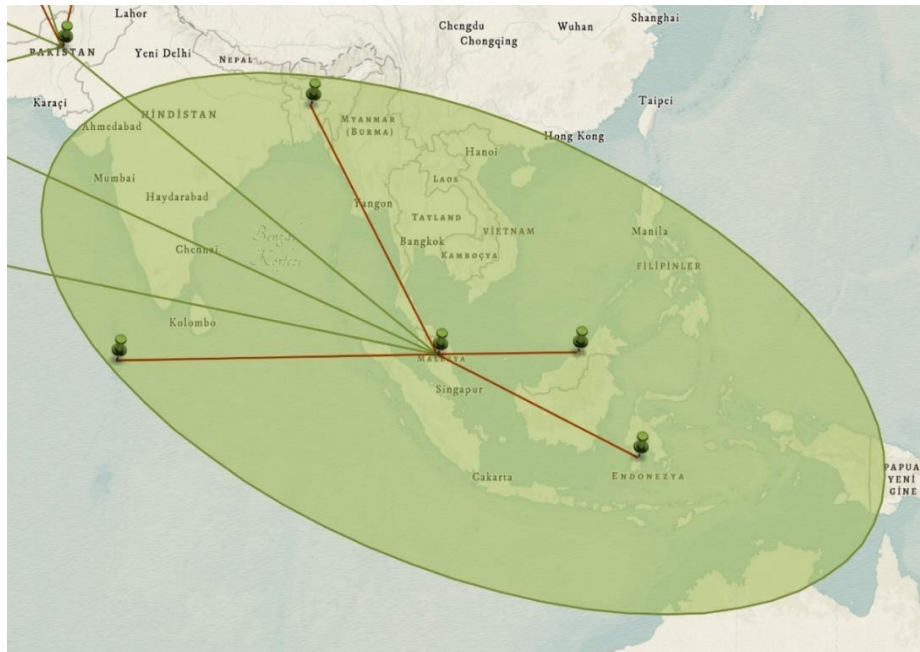 Lahor
Chengdu
Wuhan
Shanghai
Chongqing
PAKİSTAN
Yeni Delhi
NEPAL
Karaçi
Taipei
HİNDİSTAN
Ahmedabad
MYANMAR
(BURMA)
Hong Kong
Hanoi
Mumbai
LAOS
Haydarabad
Yangon
TAYLAND
Bengal
Körfezi
VİETNAM
Manila
Chennai
Bangkok
KAMBOÇYA
FİLİPİNLER
Kolombo
MALEZYA
Singapur
Cakarta
ENDONEZYA
PAPUA
YENİ
GİNE